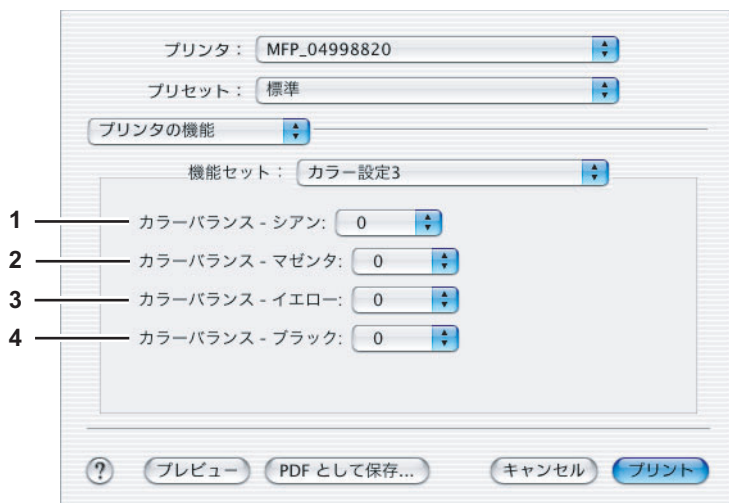 プリンタ： MFP_04998820
プリセット： 標準
プリンタの機能
機能セット： カラー設定3
1 カラーバランス - シアン: 0
2 カラーバランス - マゼンタ: 0
3 カラーバランス - イエロー: 0
4 カラーバランス - ブラック: 0
? プレビュー PDF として保存... キャンセル プリント